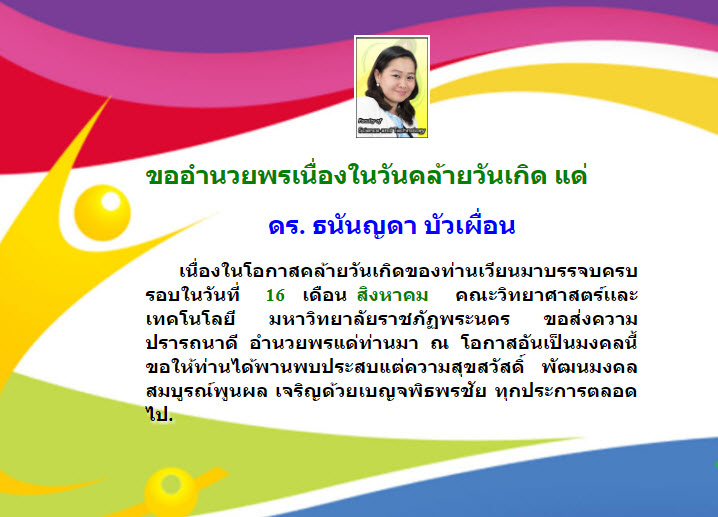 Faculty of
Science and Technology
ขออำนวยพรเนื่องในวันคล้ายวันเกิด แด่
ดร. ธนันญดา บัวเผื่อน
เนื่องในโอกาสคล้ายวันเกิดของท่านเวียนมาบรรจบครบ
รอบในวันที่ 16 เดือน สิงหาคม คณะวิทยาศาสตร์และ
เทคโนโลยี มหาวิทยาลัยราชภัฏพระนคร ขอส่งความ
ปรารถนาดี อำนวยพรแด่ท่านมา ณ โอกาสอันเป็นมงคลนี้
ขอให้ท่านได้พานพบประสบแต่ความสุขสวัสดิ์ พัฒนมงคล
สมบูรณ์พูนผล เจริญด้วยเบญจพิธพรชัย ทุกประการตลอด
ไป.